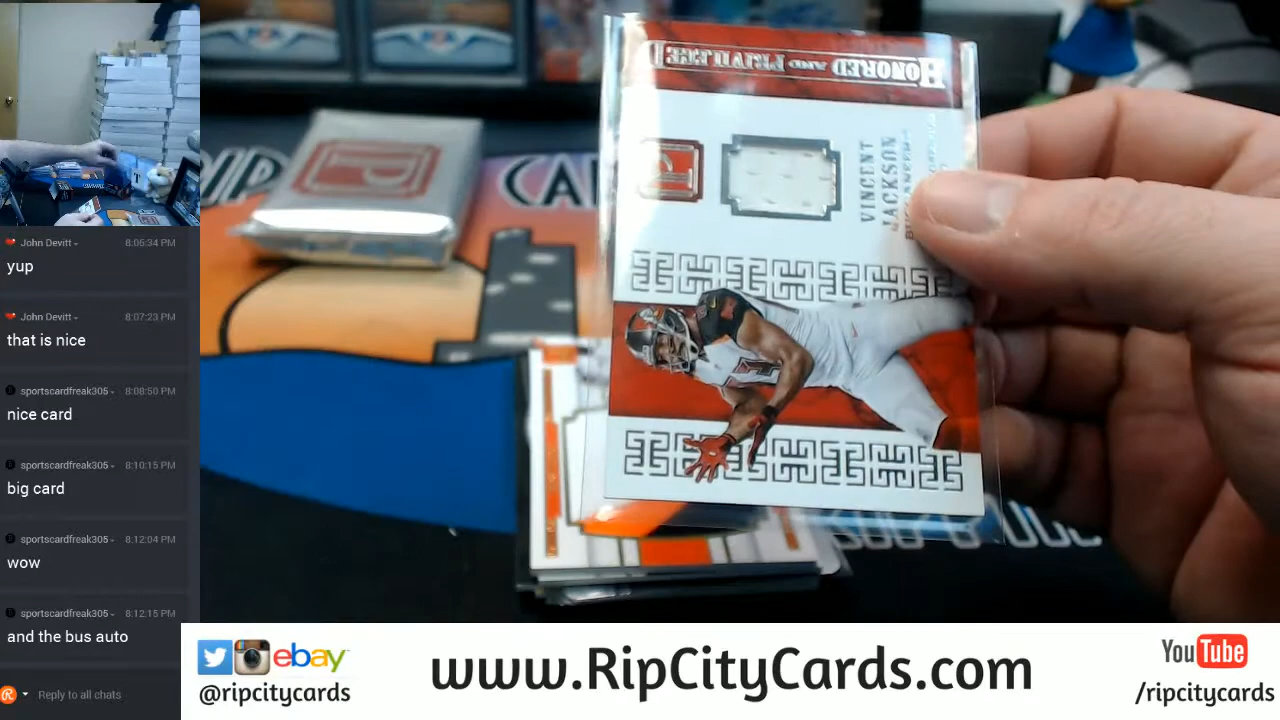 John Devitt 8:05:34 PM
yup
John Devitt 8:07:23 PM
that is nice
sportscardfreak305 8:08:50 PM
nice card
sportscardfreak305 8:10:15 PM
big card
sportscardfreak305 8:12:04 PM
wow
sportscardfreak305 8:12:15 PM
and the bus auto
Reply to all chats
HONORED AND PRIVILEGED
P
VINCENT
JACKSON
P
ebay
@ripcitycards
www.RipCityCards.com
YouTube
/ripcitycards